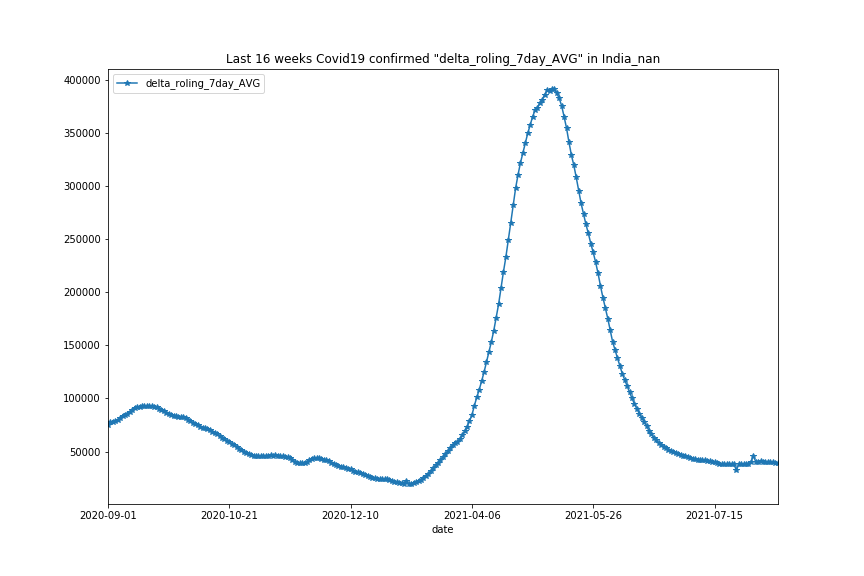 Last 16 weeks Covid19 confirmed "delta_roling_7day_AVG" in India_nan
delta_roling_7day_AVG
400000
350000
300000
250000
200000
150000
100000
50000
2020-09-01 2020-10-21 2020-12-10 2021-04-06 2021-05-26 2021-07-15
date